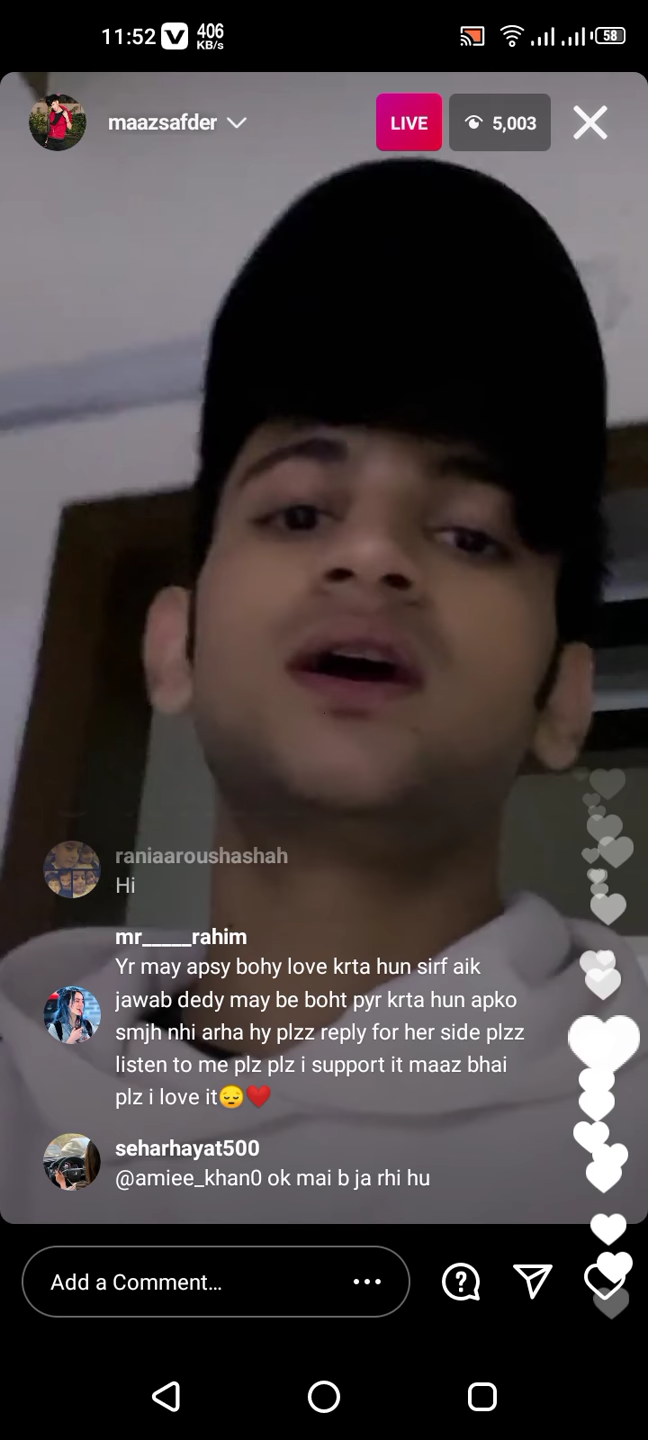 11:52 V 406 KB/s 58
maazsafder LIVE 5,003
raniaaroushashah
Hi
mr_____rahim
Yr may apsy bohy love krta hun sirf aik
jawab dedy may be boht pyr krta hun apko
smjh nhi arha hy plzz reply for her side plzz
listen to me plz plz i support it maaz bhai
plz i love it😔❤️
seharhayat500
@amiee_khan0 ok mai b ja rhi hu
Add a Comment...